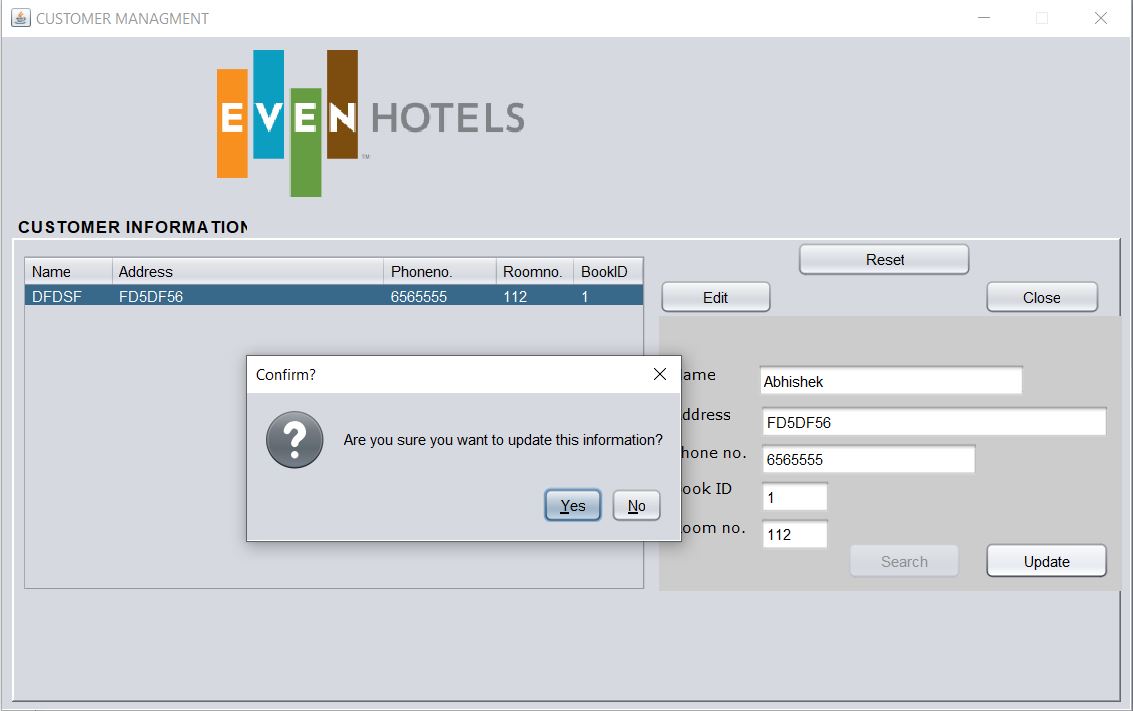 CUSTOMER MANAGMENT
EVEN HOTELS
TM
CUSTOMER INFORMATION
Reset
Name Address Phoneno. Roomno. BookID
Edit Close
DFDSF FD5DF56 6565555 112 1
Confirm?
ame Abhishek
ddress FD5DF56
Are you sure you want to update this information?
hone no. 6565555
ook ID 1
Yes No
oom no. 112
Search Update